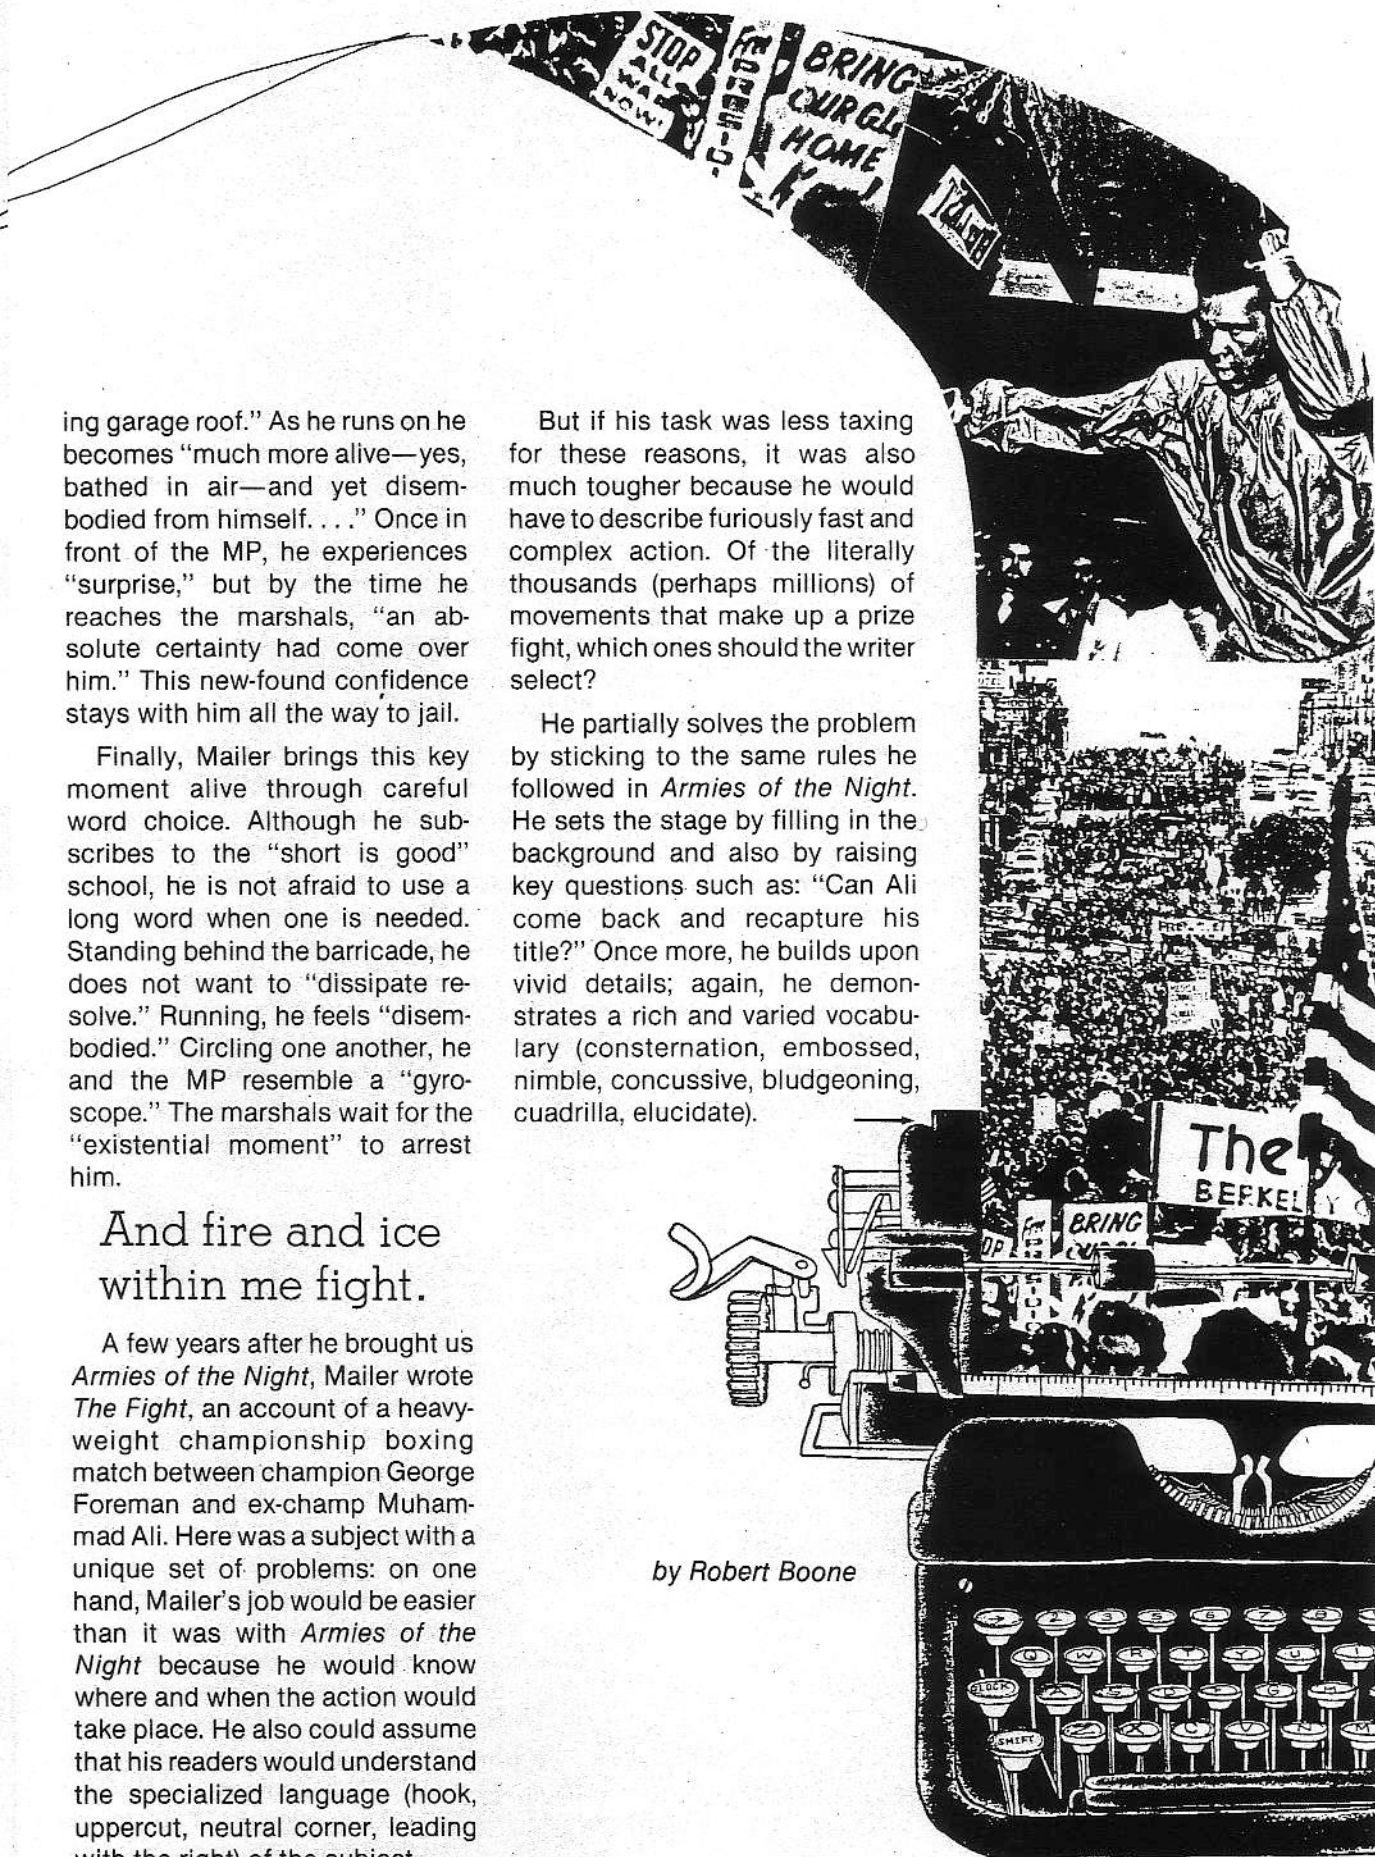 STOP
ALL
WAR
NOW!
BRING
OUR GI
HOME
ing garage roof.” As he runs on he
becomes “much more alive—yes,
bathed in air—and yet disem-
bodied from himself. . . .” Once in
front of the MP, he experiences
“surprise,” but by the time he
reaches the marshals, “an ab-
solute certainty had come over
him.” This new-found confidence
stays with him all the way to jail.
Finally, Mailer brings this key
moment alive through careful
word choice. Although he sub-
scribes to the “short is good”
school, he is not afraid to use a
long word when one is needed.
Standing behind the barricade, he
does not want to “dissipate re-
solve.” Running, he feels “disem-
bodied.” Circling one another, he
and the MP resemble a “gyro-
scope.” The marshals wait for the
“existential moment” to arrest
him.
And fire and ice
within me fight.
A few years after he brought us
Armies of the Night, Mailer wrote
The Fight, an account of a heavy-
weight championship boxing
match between champion George
Foreman and ex-champ Muham-
mad Ali. Here was a subject with a
unique set of problems: on one
hand, Mailer’s job would be easier
than it was with Armies of the
Night because he would know
where and when the action would
take place. He also could assume
that his readers would understand
the specialized language (hook,
uppercut, neutral corner, leading
with the right) of the subject.
But if his task was less taxing
for these reasons, it was also
much tougher because he would
have to describe furiously fast and
complex action. Of the literally
thousands (perhaps millions) of
movements that make up a prize
fight, which ones should the writer
select?
He partially solves the problem
by sticking to the same rules he
followed in Armies of the Night.
He sets the stage by filling in the
background and also by raising
key questions such as: “Can Ali
come back and recapture his
title?” Once more, he builds upon
vivid details; again, he demon-
strates a rich and varied vocabu-
lary (consternation, embossed,
nimble, concussive, bludgeoning,
cuadrilla, elucidate).
by Robert Boone
The
BERKEL
BRING
2 3 5 6 7 8
Q W R T Y U I
LOCK A S D F G H
SHIFT Z X C V N M